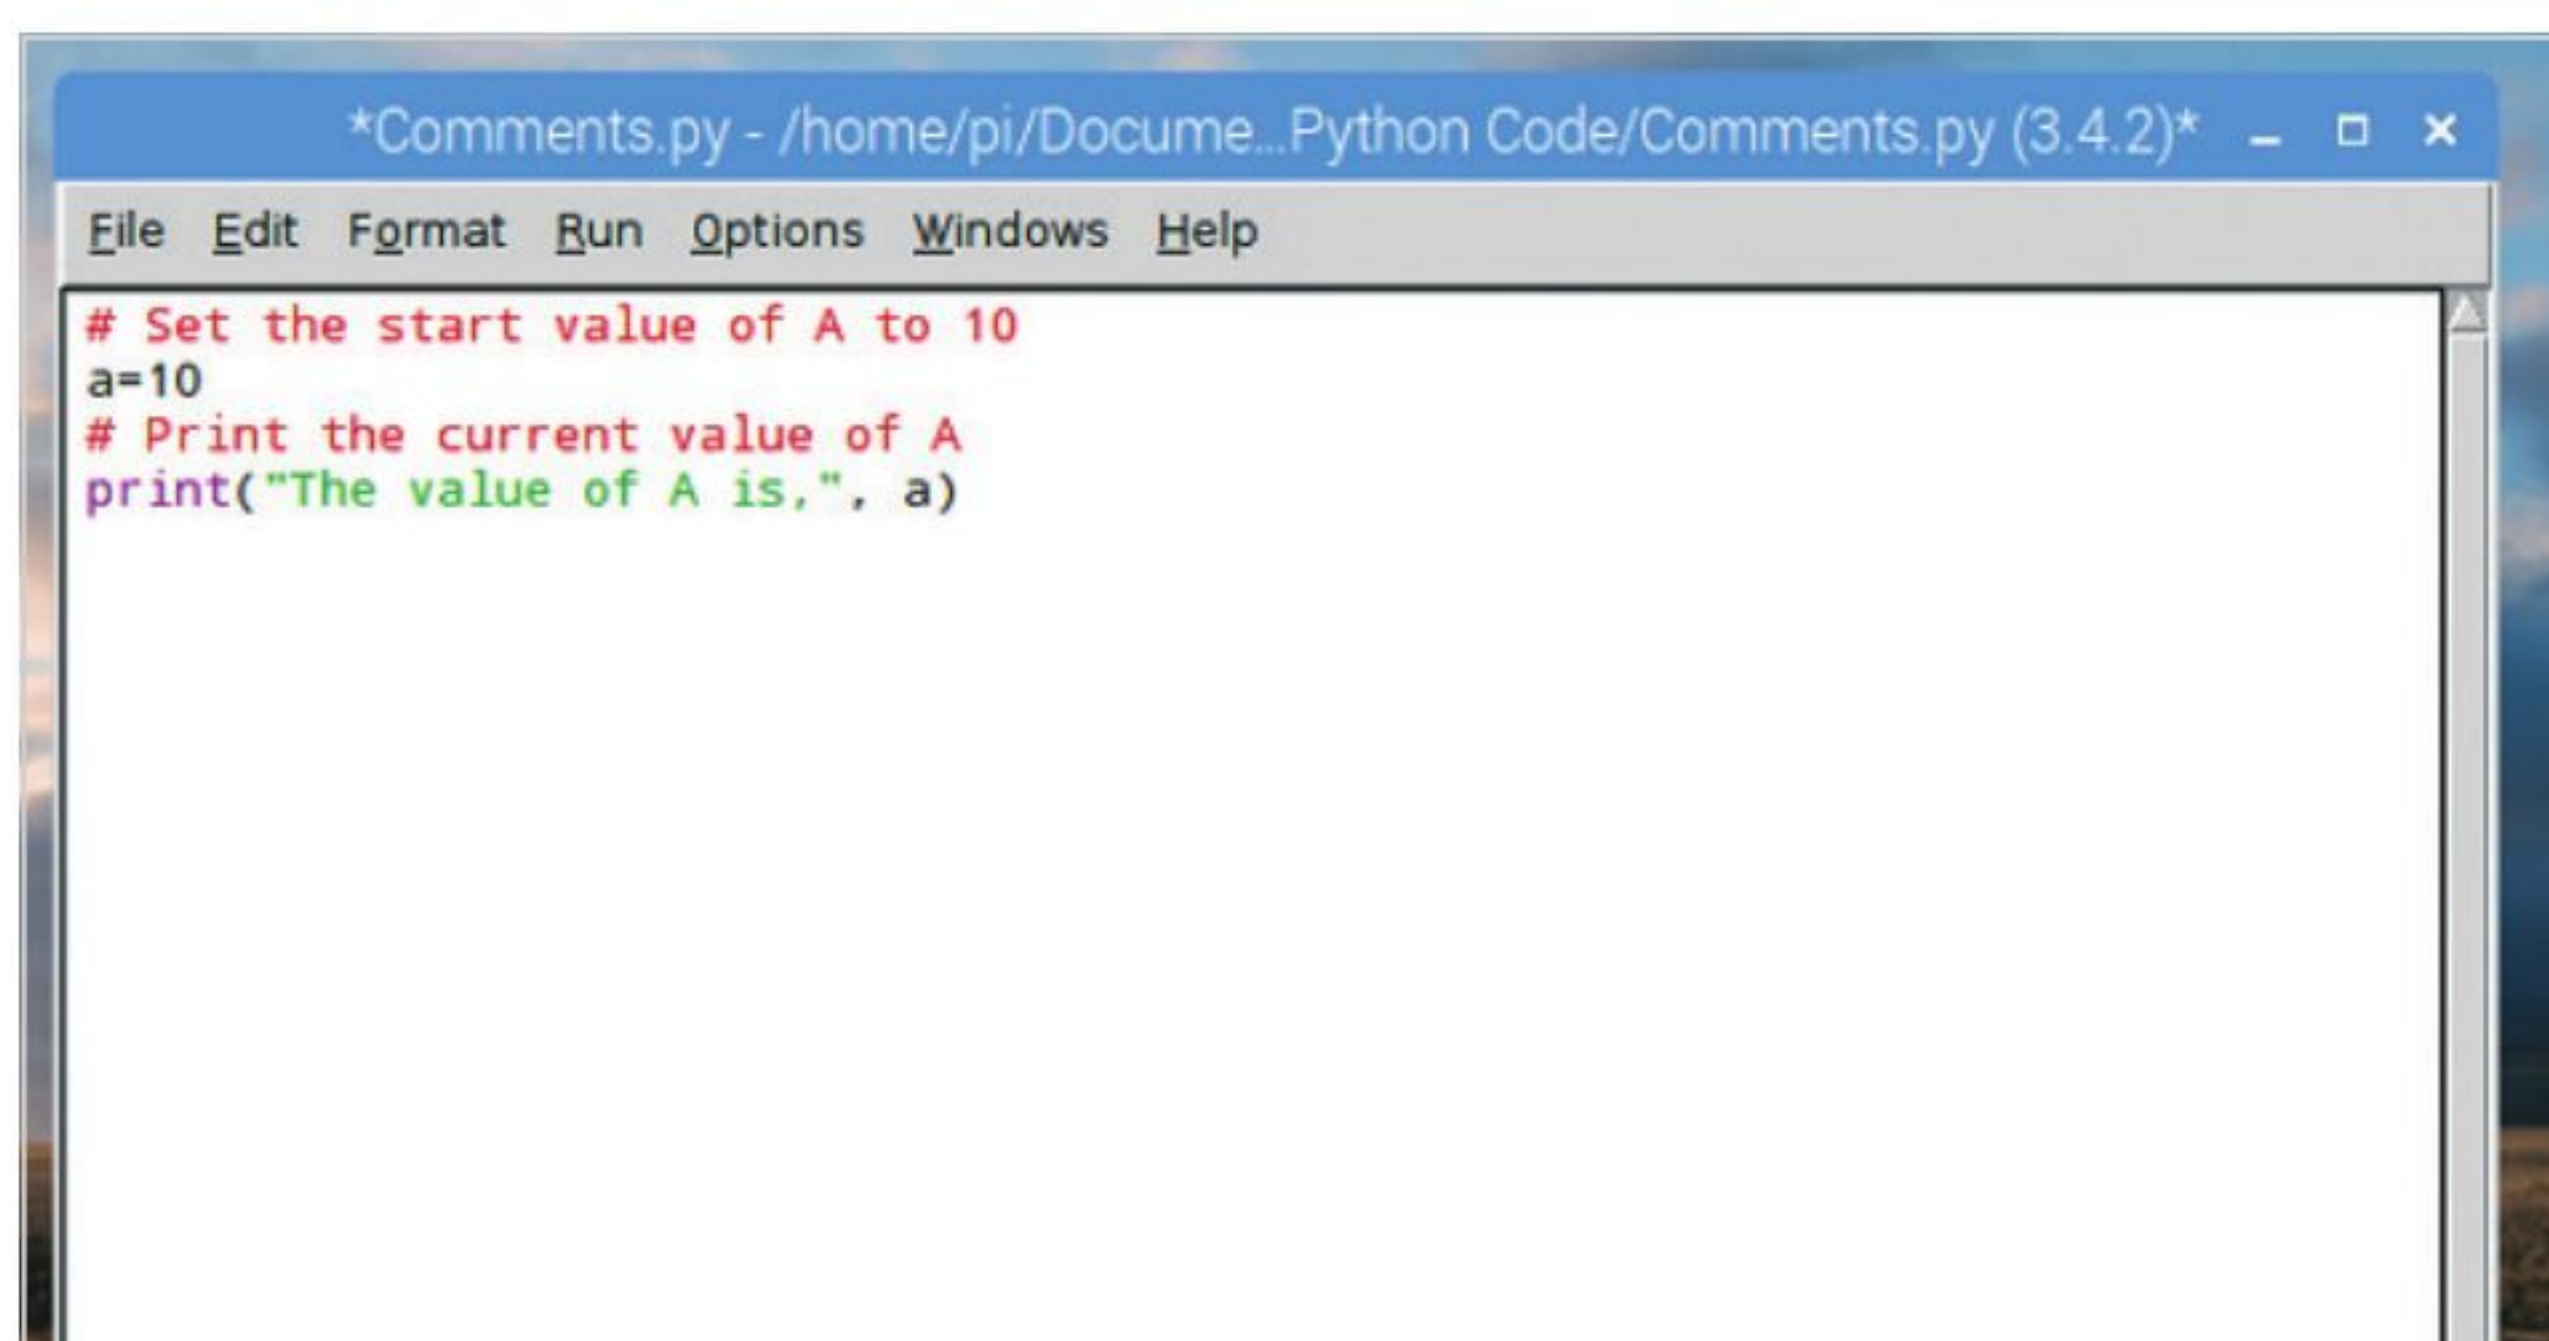 *Comments.py - /home/pi/Docume...Python Code/Comments.py (3.4.2)*
File Edit Format Run Options Windows Help
# Set the start value of A to 10
a=10
# Print the current value of A
print("The value of A is,", a)